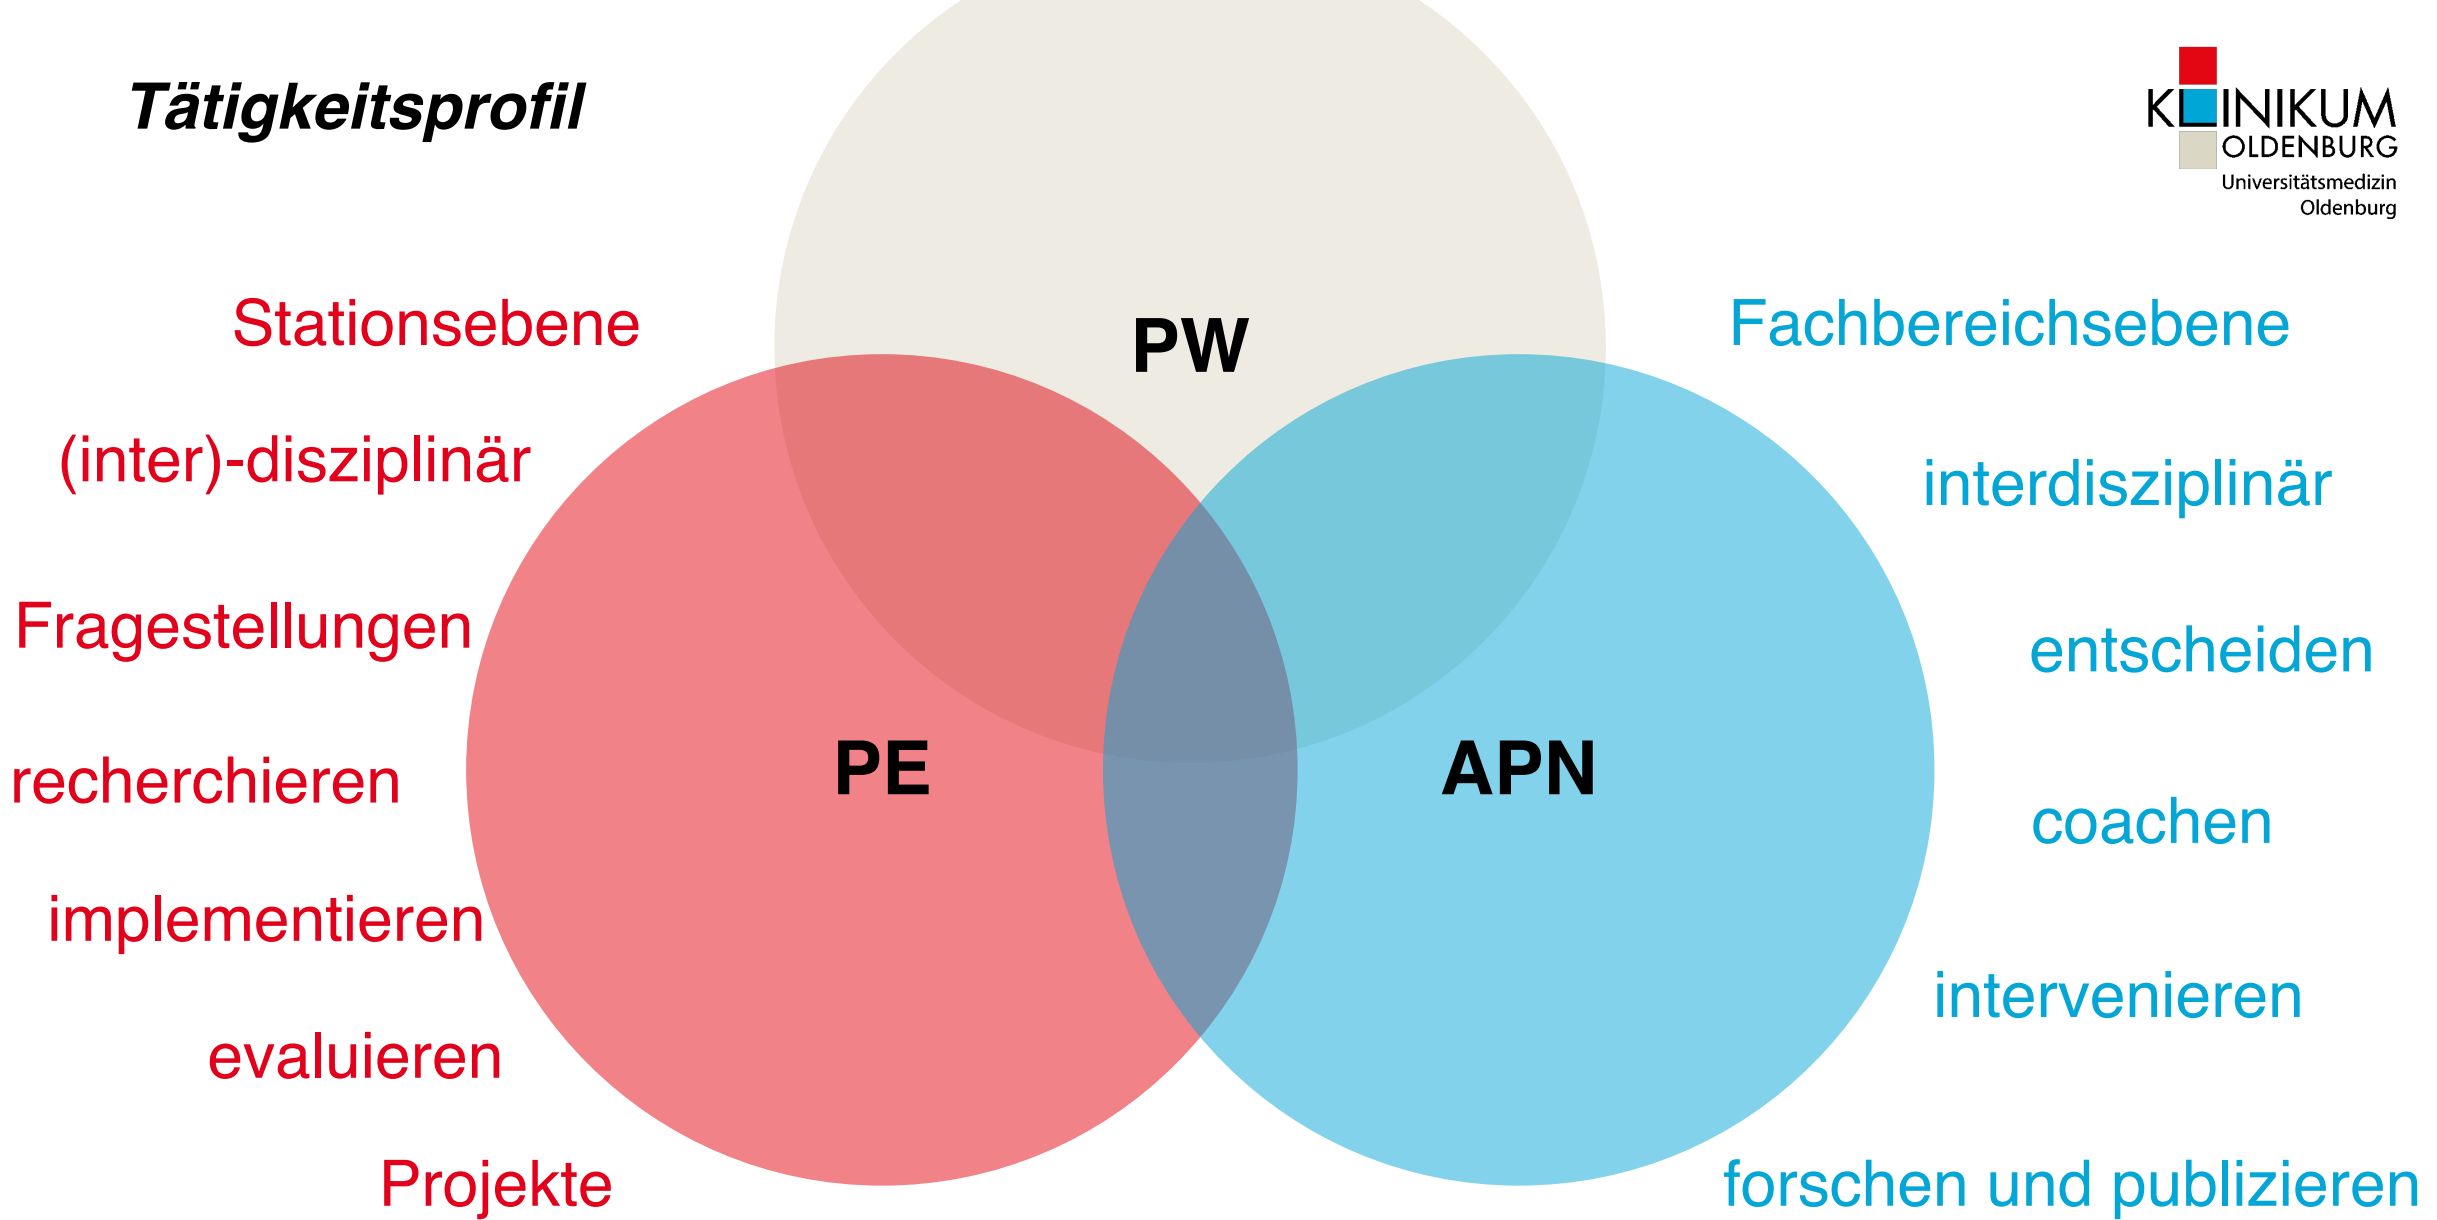 Tätigkeitsprofil
KLINIKUM
OLDENBURG
Universitätsmedizin
Oldenburg
Stationsebene
(inter)-disziplinär
Fragestellungen
recherchieren
implementieren
evaluieren
Projekte
PW
PE
APN
Fachbereichsebene
interdisziplinär
entscheiden
coachen
intervenieren
forschen und publizieren